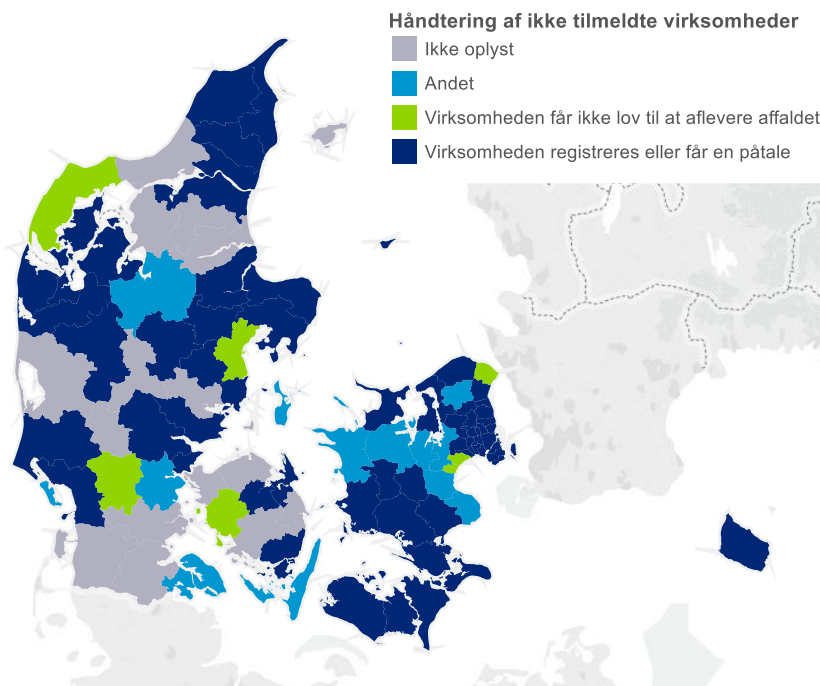 Håndtering af ikke tilmeldte virksomheder
Ikke oplyst
Andet
Virksomheden får ikke lov til at aflevere affaldet
Virksomheden registreres eller får en påtale